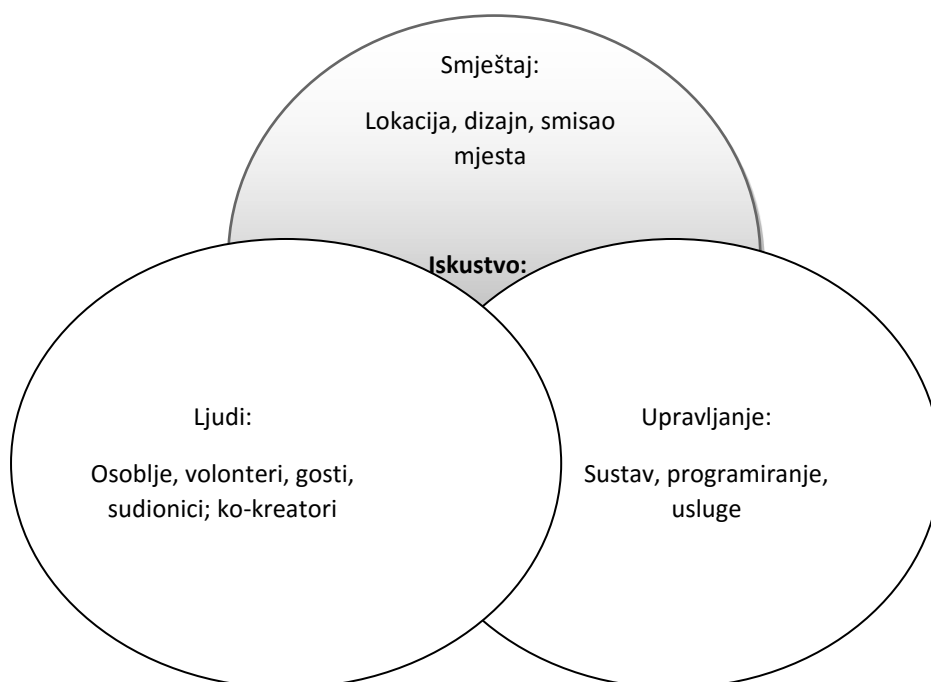 Smještaj:
Lokacija, dizajn, smisao
mjesta
Iskustvo:
Ljudi:
Osoblje, volonteri, gosti,
sudionici; ko-kreatori
Upravljanje:
Sustav, programiranje,
usluge